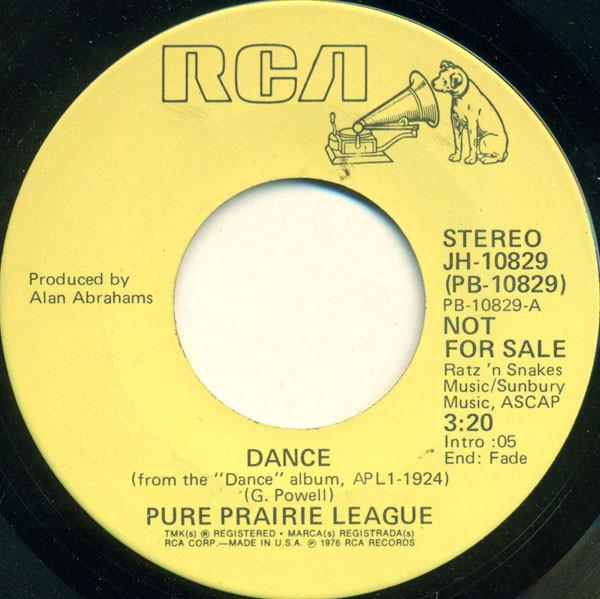 RCA
Produced by
Alan Abrahams
STEREO
JH-10829
(PB-10829)
PB-10829-A
NOT
FOR SALE
Ratz 'n Snakes
Music/Sunbury
Music, ASCAP
3:20
Intro :05
End: Fade
DANCE
(from the "Dance" album, APL1-1924)
(G. Powell)
PURE PRAIRIE LEAGUE
TMK(s) ® REGISTERED • MARCA(s) REGISTRADA(s)
RCA CORP.—MADE IN U.S.A. ℗ 1976 RCA RECORDS